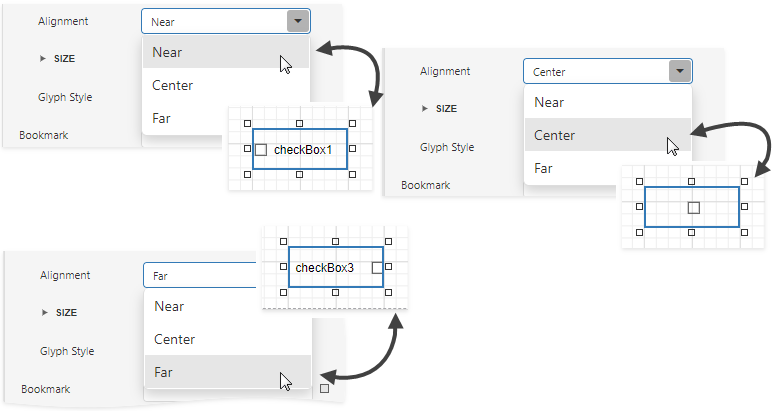 Alignment Near
Near
SIZE
Center
Glyph Style
Far
Bookmark
checkBox1
Alignment Center
Near
SIZE
Center
Glyph Style
Far
Bookmark
checkBox3
Alignment Far
Near
SIZE
Center
Glyph Style
Far
Bookmark